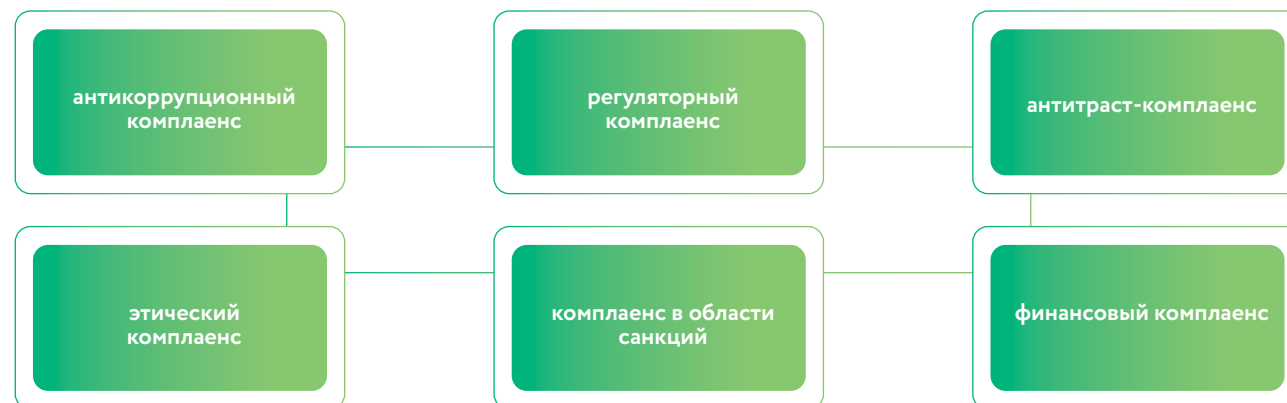 антикоррупционный
комплаенс
регуляторный
комплаенс
антитраст-комплаенс
этический
комплаенс
комплаенс в области
санкций
финансовый комплаенс